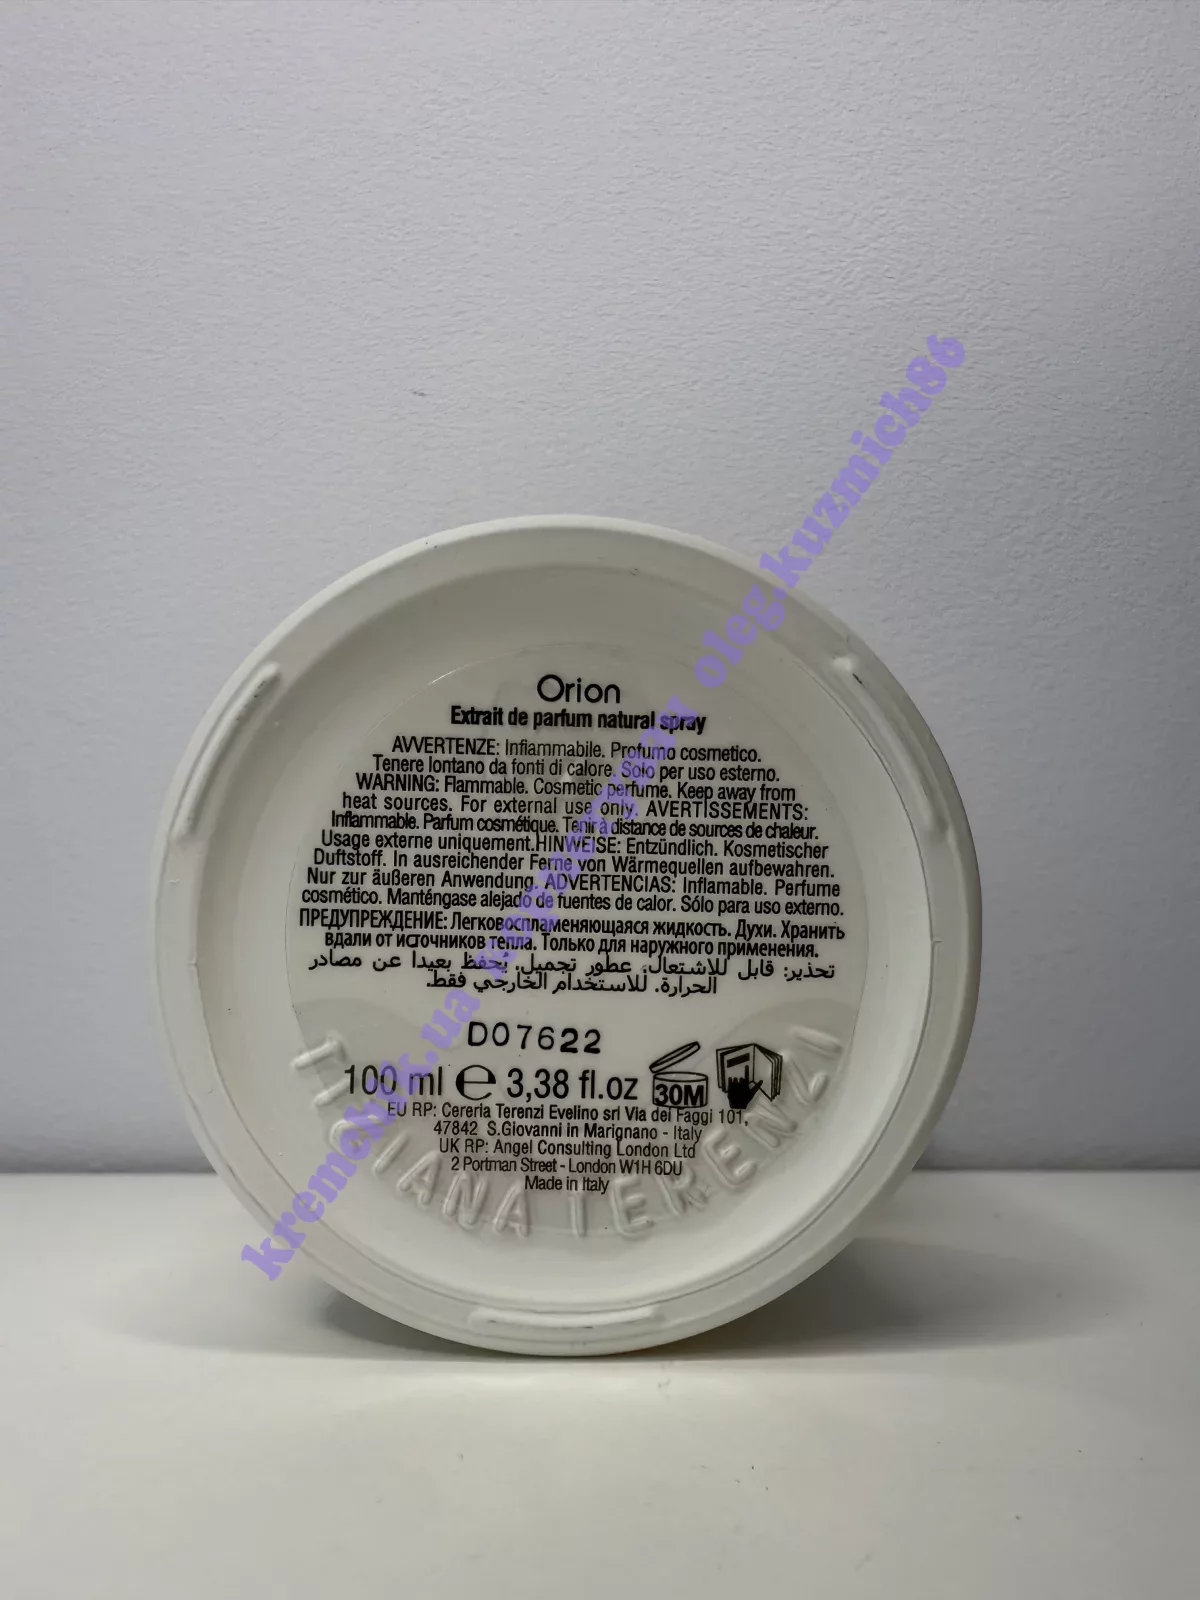 Orion
Extrait de parfum natural spray
AVVERTENZE: Infiammabile. Profumo cosmetico.
Tenere lontano da fonti di calore. Solo per uso esterno.
WARNING: Flammable. Cosmetic perfume. Keep away from
heat sources. For external use only. AVERTISSEMENTS:
Inflammable. Parfum cosmétique. Tenir à distance de sources de chaleur.
Usage externe uniquement.HINWEISE: Entzündlich. Kosmetischer
Duftstoff. In ausreichender Ferne von Wärmequellen aufbewahren.
Nur zur äußeren Anwendung. ADVERTENCIAS: Inflamable. Perfume
cosmético. Manténgase alejado de fuentes de calor. Sólo para uso externo.
ПРЕДУПРЕЖДЕНИЕ: Легковоспламеняющаяся жидкость. Духи. Хранить
вдали от источников тепла. Только для наружного применения.
تحذير: قابل للاشتعال. عطور تجميل. يُحفظ بعيدا عن مصادر
الحرارة. للاستخدام الخارجي فقط.
D07622
100 ml ℮ 3,38 fl.oz 30M
EU RP: Cereria Terenzi Evelino srl Via dei Faggi 101,
47842 S.Giovanni in Marignano - Italy
UK RP: Angel Consulting London Ltd
2 Portman Street - London W1H 6DU
Made in Italy
TIZIANA TERENZI
oleg.kuzmich86